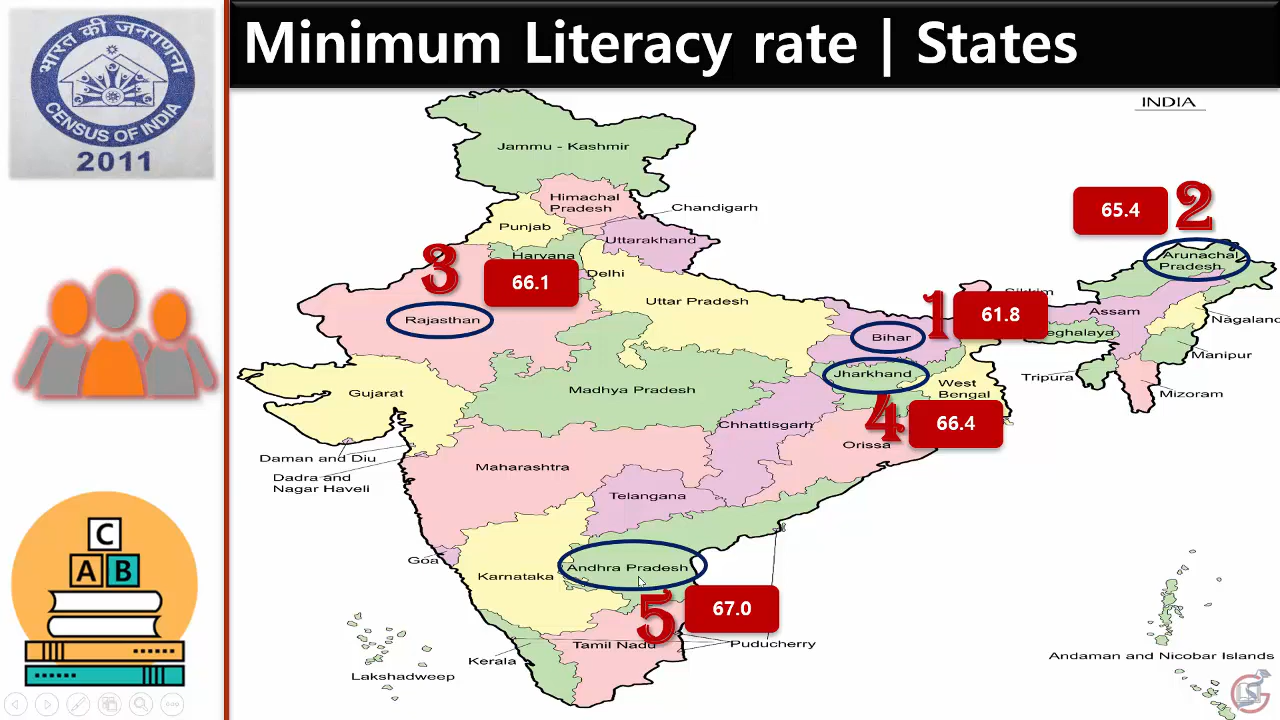 भारत की जनगणना
CENSUS OF INDIA
2011
Minimum Literacy rate | States
INDIA
Jammu - Kashmir
Himachal
Pradesh
Chandigarh
Punjab
Uttarakhand
Haryana
Delhi
3
66.1
Rajasthan
Uttar Pradesh
65.4
2
Arunachal
Pradesh
Sikkim
Assam
Nagaland
eghalaya
Manipur
Tripura
Mizoram
Bihar
1
61.8
Jharkhand
4
66.4
West
Bengal
Gujarat
Madhya Pradesh
Chhattisgarh
Orissa
Daman and Diu
Dadra and
Nagar Haveli
Maharashtra
Telangana
Goa
Karnataka
Andhra Pradesh
5
67.0
Tamil Nadu
Puducherry
Kerala
Lakshadweep
Andaman and Nicobar Islands
C
A B